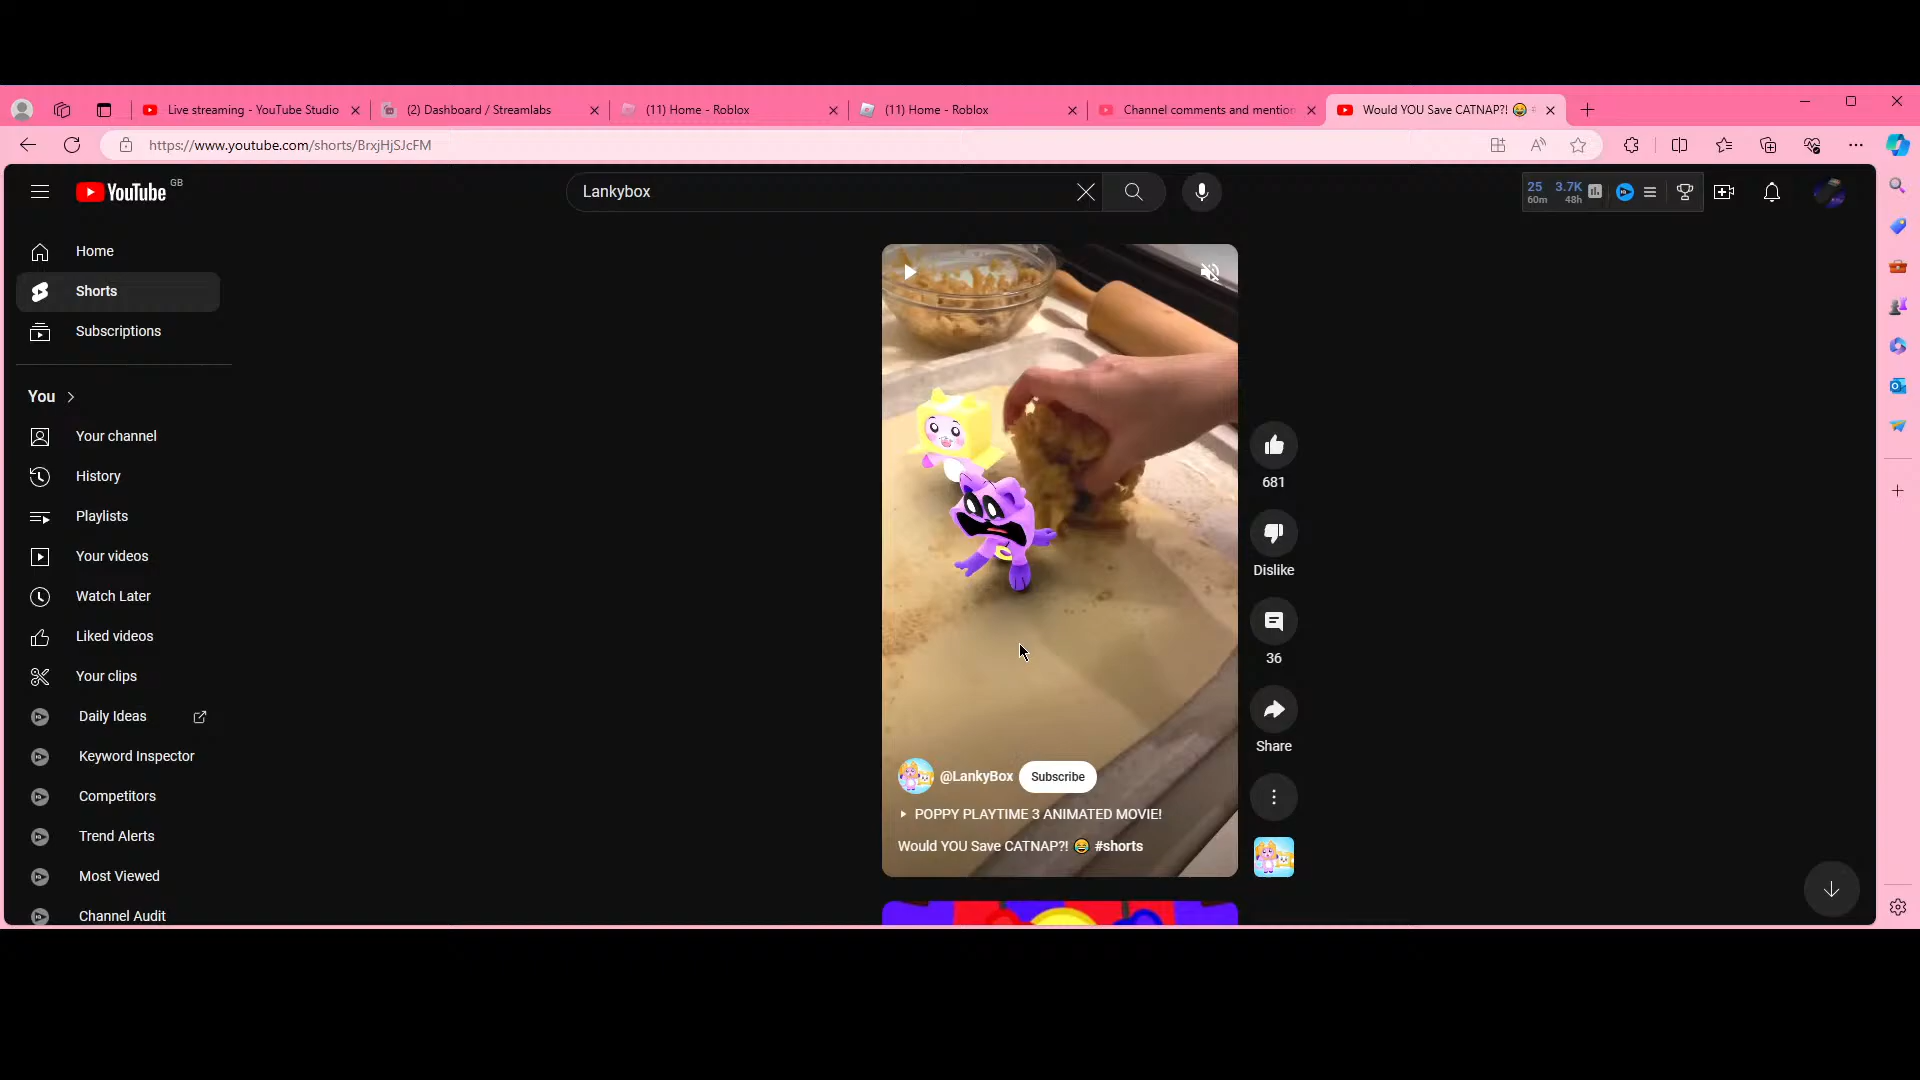 Live streaming - YouTube Studio
(2) Dashboard / Streamlabs
(11) Home - Roblox
(11) Home - Roblox
Channel comments and mention
Would YOU Save CATNAP?! 😂
https://www.youtube.com/shorts/BrxjHjSJcFM
YouTube GB
Lankybox
25 3.7K
60m 48h
Home
Shorts
Subscriptions
You
Your channel
History
Playlists
Your videos
Watch Later
Liked videos
Your clips
Daily Ideas
Keyword Inspector
Competitors
Trend Alerts
Most Viewed
Channel Audit
681
Dislike
36
Share
@LankyBox Subscribe
POPPY PLAYTIME 3 ANIMATED MOVIE!
Would YOU Save CATNAP?! 😂 #shorts